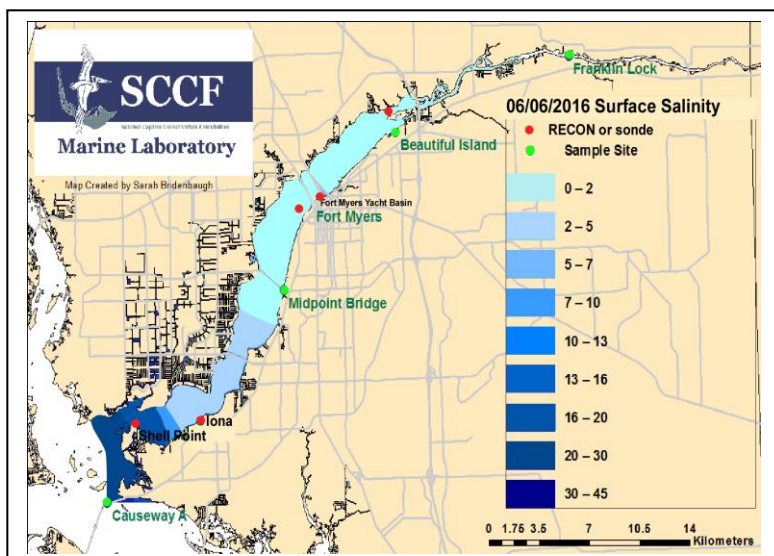 SCCF
Marine Laboratory
Map Created by Sarah Bridenbaugh
Franklin Lock
06/06/2016 Surface Salinity
RECON or sonde
Sample Site
0 – 2
2 – 5
5 – 7
7 – 10
10 – 13
13 – 16
16 – 20
20 – 30
30 – 45
Beautiful Island
Fort Myers Yacht Basin
Fort Myers
Midpoint Bridge
Iona
Shell Point
Causeway A
0 1.75 3.5 7 10.5 14
Kilometers